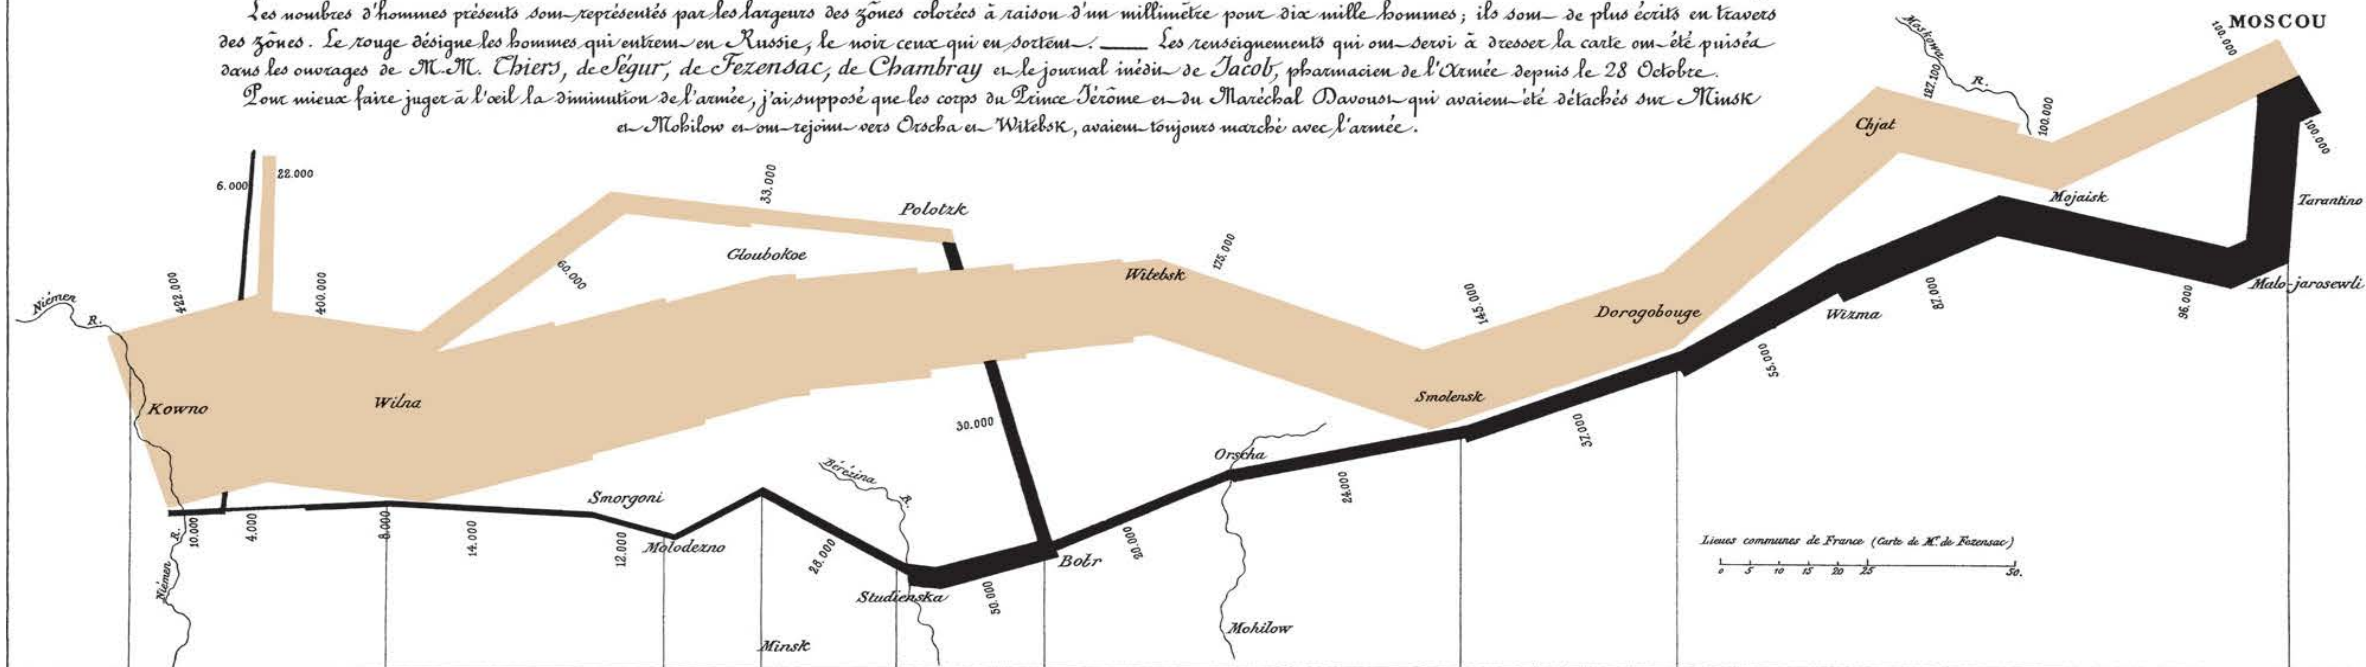 Les nombres d'hommes présents sont représentés par les largeurs des zônes colorées à raison d'un millimètre pour dix mille hommes; ils sont de plus écrits en travers
des zônes. Le rouge désigne les hommes qui entrent en Russie, le noir ceux qui en sortent. — Les renseignements qui ont servi à dresser la carte ont été puisés
dans les ouvrages de M.M. Thiers, de Ségur, de Fezensac, de Chambray et le journal inédit de Jacob, pharmacien de l'Armée depuis le 28 Octobre.
Pour mieux faire juger à l'œil la diminution de l'armée, j'ai supposé que les corps du Prince Jérôme et du Maréchal Davoust qui avaient été détachés sur Minsk
et Mohilow et ont rejoint vers Orscha et Witebsk, avaient toujours marché avec l'armée.
MOSCOU
100.000
Moskowa
R.
122.100
100.000
Chjat
100.000
Mojaisk
Tarantino
Malo-jarosewli
6.000
22.000
33.000
Polotzk
Gloubokoe
60.000
Witebsk
175.000
422.000
400.000
Niémen
R.
145.000
Dorogobouge
Wizma
87.000
96.000
55.000
Kowno
Wilna
Smolensk
37.000
30.000
Orscha
24.000
Bérézina
R.
Smorgoni
Molodezno
10.000
4.000
8.000
14.000
12.000
28.000
Studienska
50.000
Bobr
20.000
R.
Niémen
Minsk
Mohilow
Lieues communes de France (Carte de M. de Fezensac)
0 5 10 15 20 25 50.